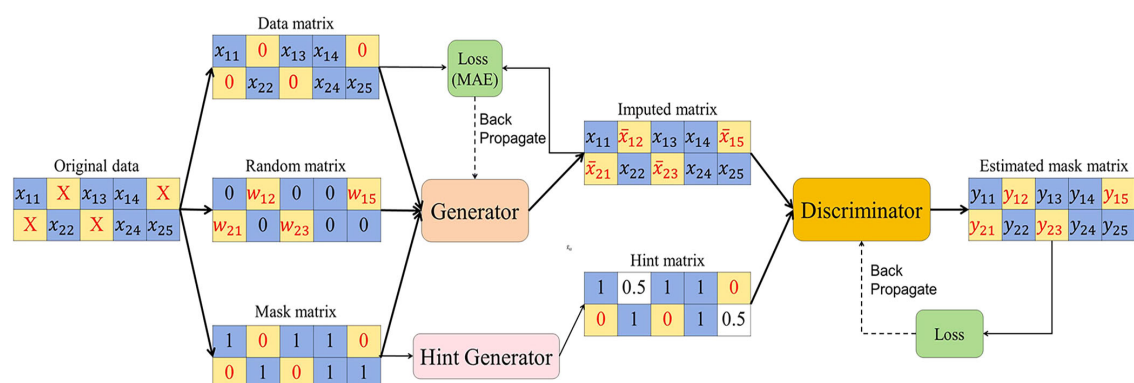 Data matrix
x11 0 x13 x14 0
0 x22 0 x24 x25
Loss
(MAE)
Back
Propagate
Imputed matrix
x11 x̄12 x13 x14 x̄15
x̄21 x22 x̄23 x24 x25
Original data
x11 X x13 x14 X
X x22 X x24 x25
Random matrix
0 w12 0 0 w15
w21 0 w23 0 0
Generator
Discriminator
Estimated mask matrix
y11 y12 y13 y14 y15
y21 y22 y23 y24 y25
Hint matrix
1 0.5 1 1 0
0 1 0 1 0.5
Back
Propagate
Loss
Mask matrix
1 0 1 1 0
0 1 0 1 1
Hint Generator